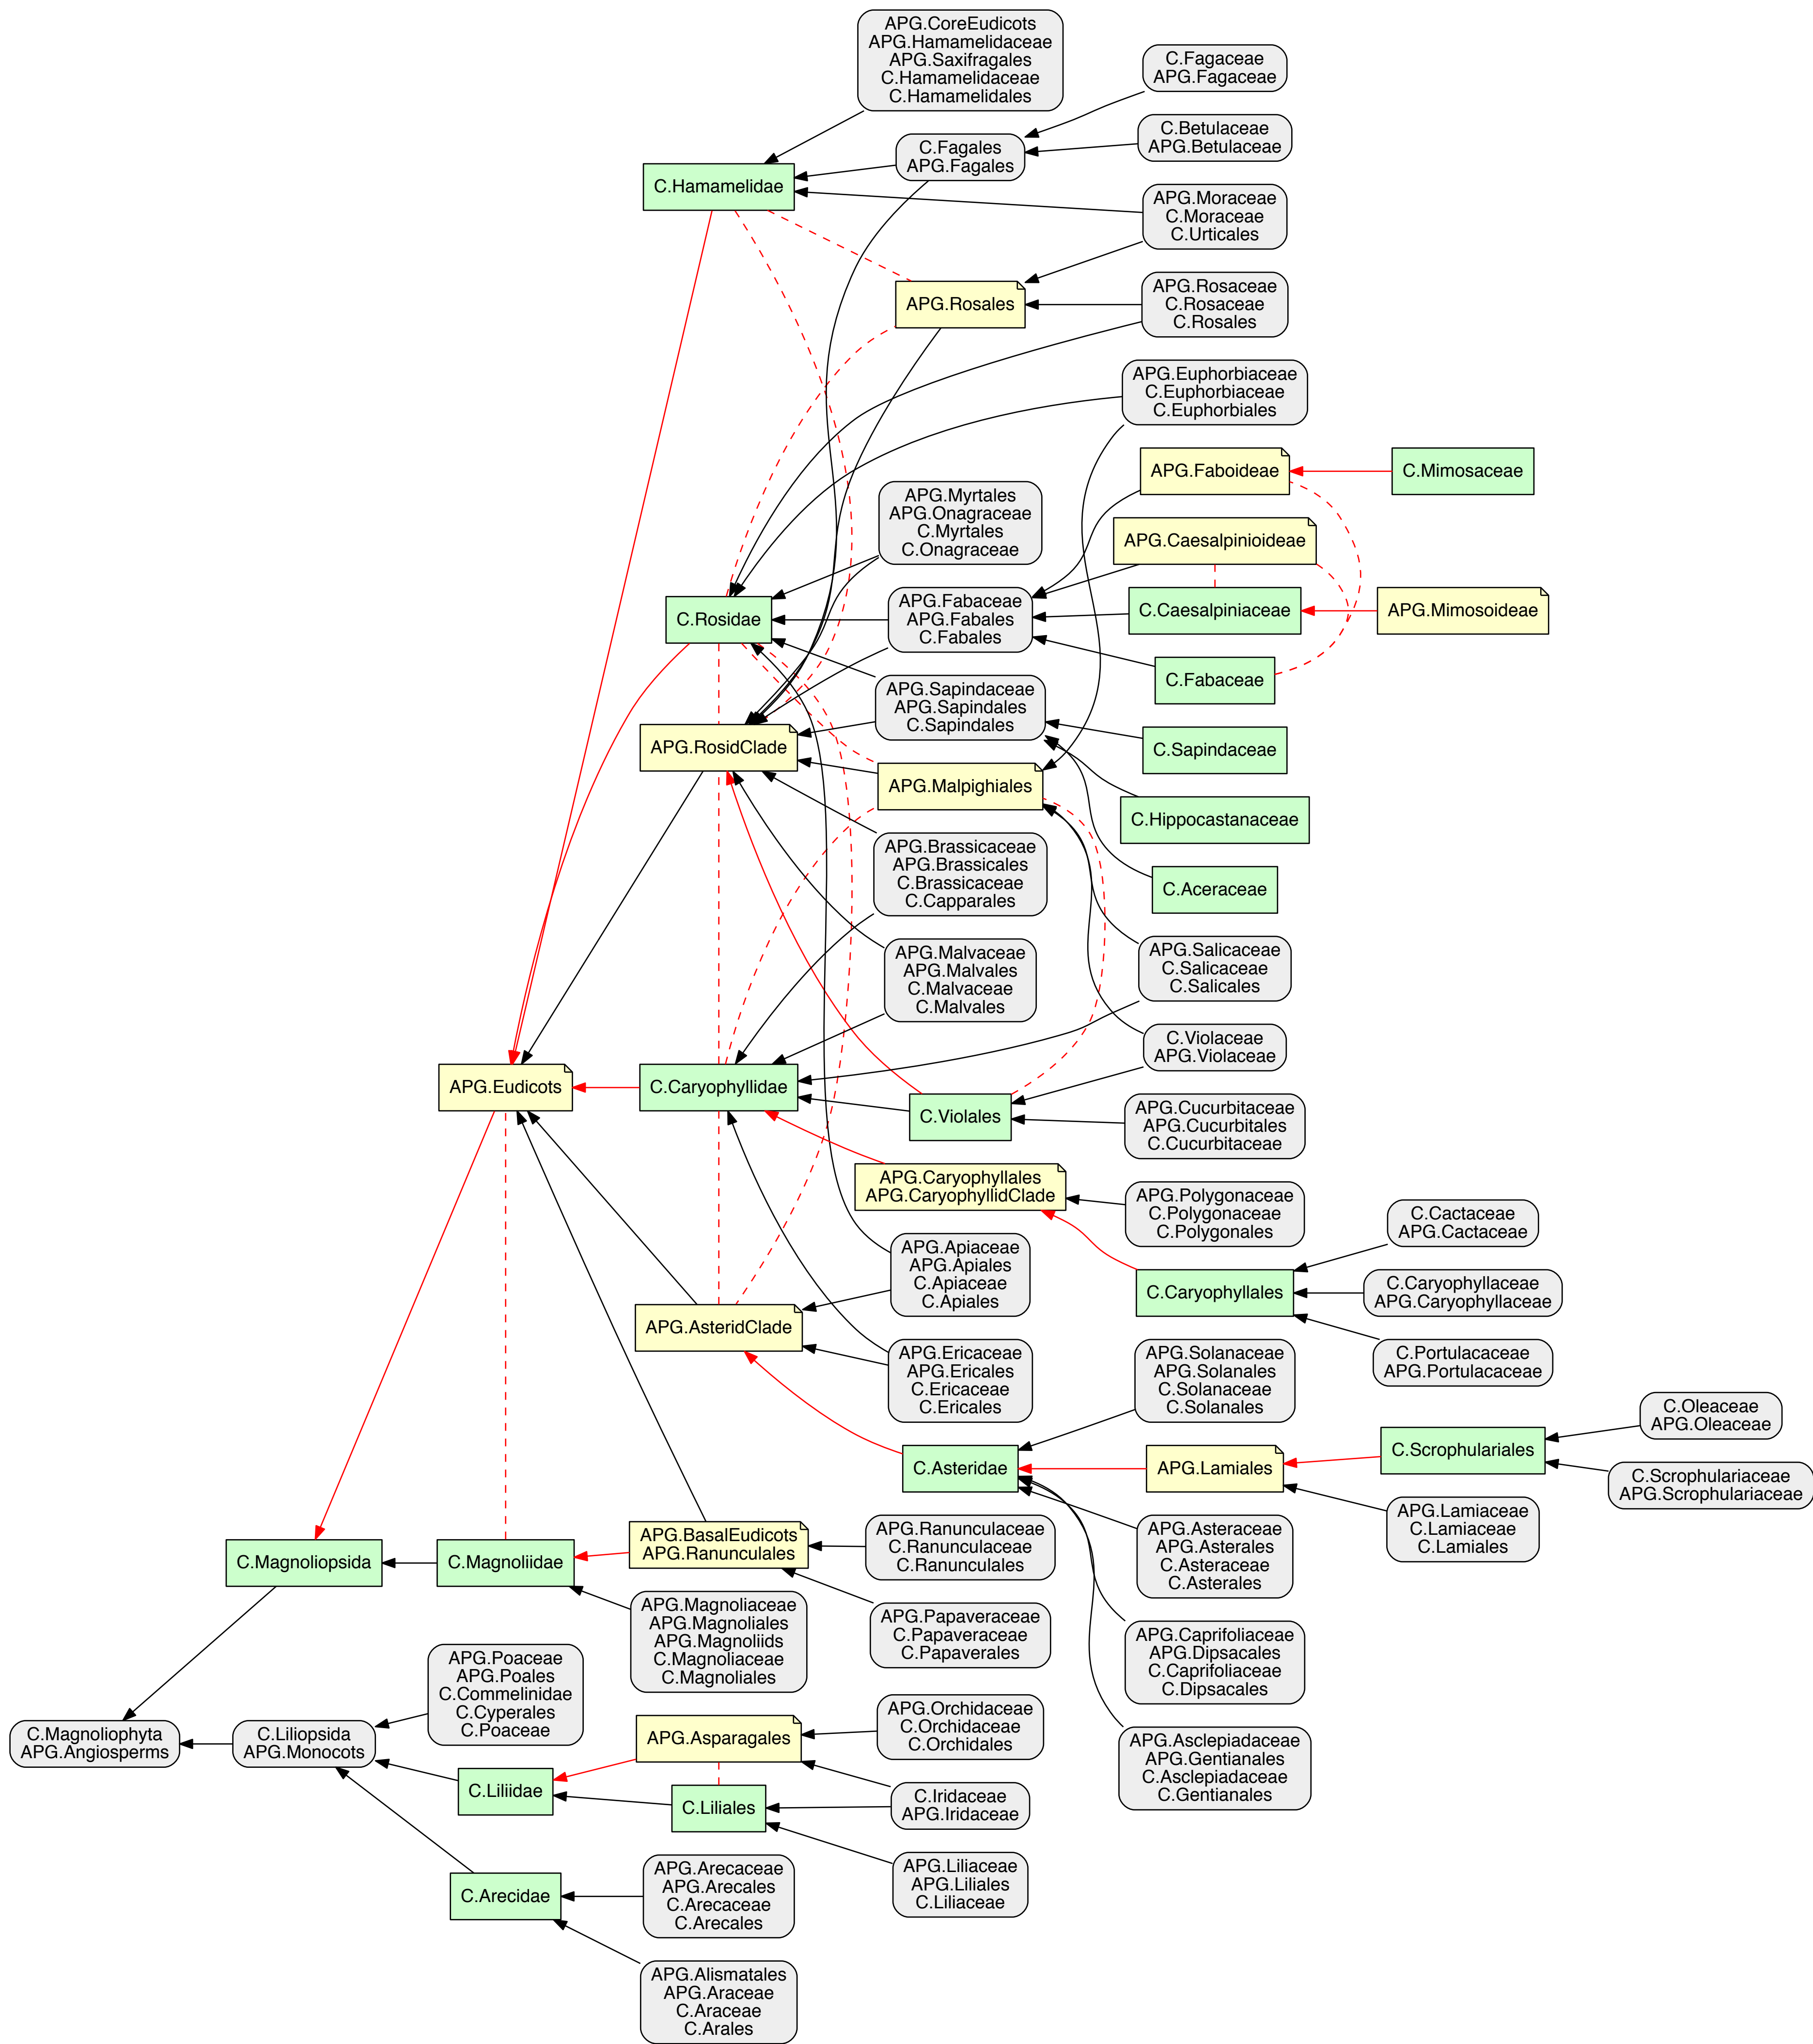 APG.CoreEudicots
APG.Hamamelidaceae
APG.Saxifragales
C.Hamamelidaceae
C.Hamamelidales
C.Fagaceae
APG.Fagaceae
C.Betulaceae
APG.Betulaceae
C.Fagales
APG.Fagales
C.Hamamelidae
APG.Moraceae
C.Moraceae
C.Urticales
APG.Rosales
APG.Rosaceae
C.Rosaceae
C.Rosales
APG.Euphorbiaceae
C.Euphorbiaceae
C.Euphorbiales
APG.Faboideae
C.Mimosaceae
APG.Myrtales
APG.Onagraceae
C.Myrtales
C.Onagraceae
APG.Caesalpinioideae
C.Rosidae
APG.Fabaceae
APG.Fabales
C.Fabales
C.Caesalpiniaceae
APG.Mimosoideae
C.Fabaceae
APG.Sapindaceae
APG.Sapindales
C.Sapindales
APG.RosidClade
C.Sapindaceae
APG.Malpighiales
C.Hippocastanaceae
APG.Brassicaceae
APG.Brassicales
C.Brassicaceae
C.Capparales
C.Aceraceae
APG.Malvaceae
APG.Malvales
C.Malvaceae
C.Malvales
APG.Salicaceae
C.Salicaceae
C.Salicales
C.Violaceae
APG.Violaceae
APG.Eudicots
C.Caryophyllidae
C.Violales
APG.Cucurbitaceae
APG.Cucurbitales
C.Cucurbitaceae
APG.Caryophyllales
APG.CaryophyllidClade
APG.Polygonaceae
C.Polygonaceae
C.Polygonales
C.Cactaceae
APG.Cactaceae
APG.Apiaceae
APG.Apiales
C.Apiaceae
C.Apiales
C.Caryophyllales
C.Caryophyllaceae
APG.Caryophyllaceae
APG.AsteridClade
C.Portulacaceae
APG.Portulacaceae
APG.Ericaceae
APG.Ericales
C.Ericaceae
C.Ericales
APG.Solanaceae
APG.Solanales
C.Solanaceae
C.Solanales
C.Oleaceae
APG.Oleaceae
C.Asteridae
APG.Lamiales
C.Scrophulariales
C.Scrophulariaceae
APG.Scrophulariaceae
APG.Lamiaceae
C.Lamiaceae
C.Lamiales
C.Magnoliopsida
C.Magnoliidae
APG.BasalEudicots
APG.Ranunculales
APG.Ranunculaceae
C.Ranunculaceae
C.Ranunculales
APG.Asteraceae
APG.Asterales
C.Asteraceae
C.Asterales
APG.Magnoliaceae
APG.Magnoliales
APG.Magnoliids
C.Magnoliaceae
C.Magnoliales
APG.Papaveraceae
C.Papaveraceae
C.Papaverales
APG.Caprifoliaceae
APG.Dipsacales
C.Caprifoliaceae
C.Dipsacales
APG.Poaceae
APG.Poales
C.Commelinidae
C.Cyperales
C.Poaceae
C.Magnoliophyta
APG.Angiosperms
C.Liliopsida
APG.Monocots
APG.Asparagales
APG.Orchidaceae
C.Orchidaceae
C.Orchidales
APG.Asclepiadaceae
APG.Gentianales
C.Asclepiadaceae
C.Gentianales
C.Liliidae
C.Liliales
C.Iridaceae
APG.Iridaceae
APG.Liliaceae
APG.Liliales
C.Liliaceae
C.Arecidae
APG.Arecaceae
APG.Arecales
C.Arecaceae
C.Arecales
APG.Alismatales
APG.Araceae
C.Araceae
C.Arales